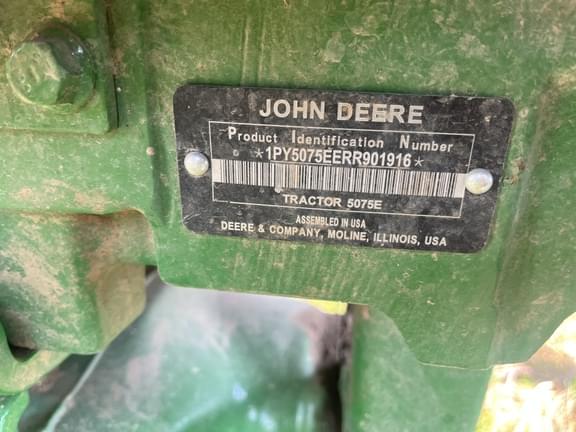 JOHN DEERE
Product Identification Number
*1PY5075EERR901916*
TRACTOR 5075E
ASSEMBLED IN USA
DEERE & COMPANY, MOLINE, ILLINOIS, USA